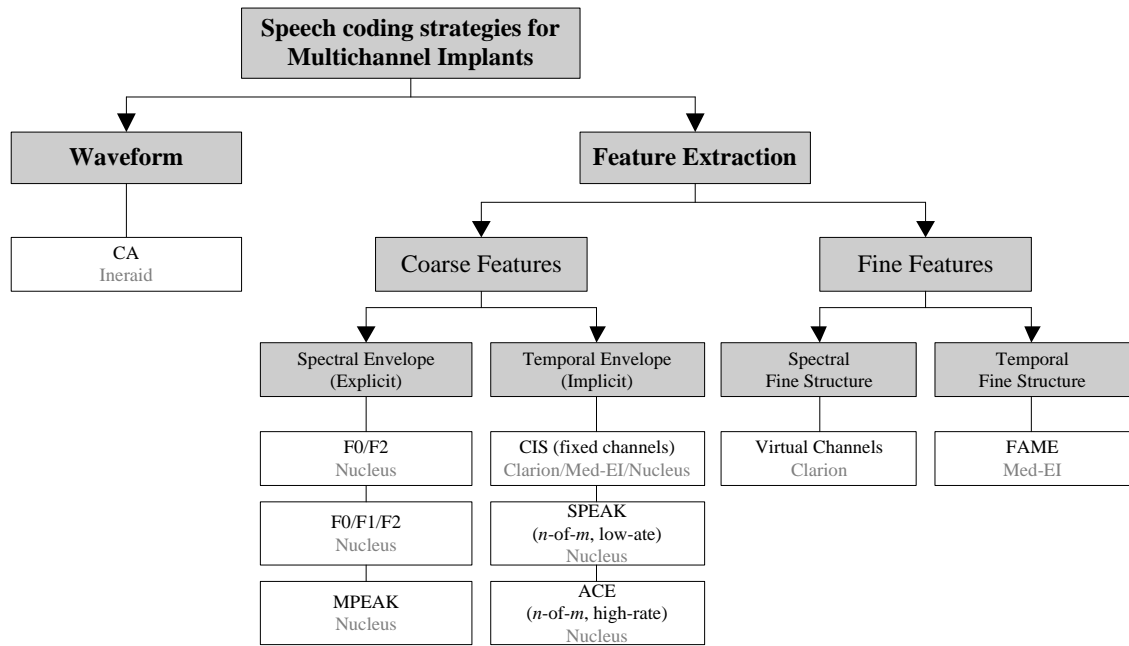 Speech coding strategies for
Multichannel Implants
Waveform
Feature Extraction
CA
Ineraid
Coarse Features
Fine Features
Spectral Envelope
(Explicit)
Temporal Envelope
(Implicit)
Spectral
Fine Structure
Temporal
Fine Structure
F0/F2
Nucleus
CIS (fixed channels)
Clarion/Med-EI/Nucleus
Virtual Channels
Clarion
FAME
Med-EI
F0/F1/F2
Nucleus
SPEAK
(n-of-m, low-ate)
Nucleus
MPEAK
Nucleus
ACE
(n-of-m, high-rate)
Nucleus